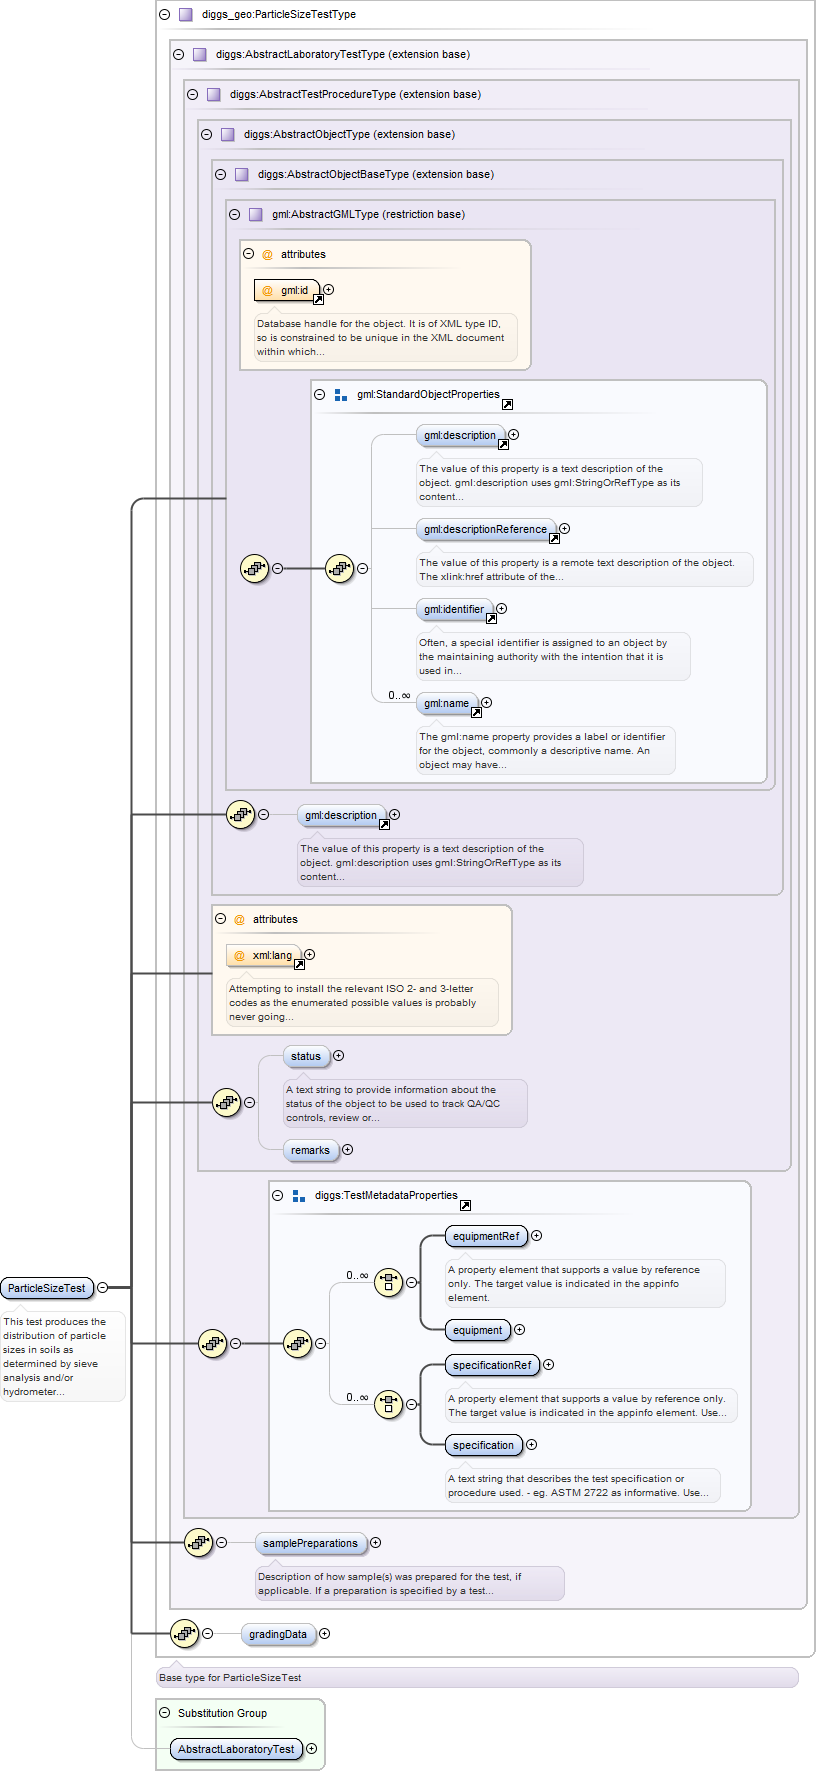 diggs_geo:ParticleSizeTestType
diggs:AbstractLaboratoryTestType (extension base)
diggs:AbstractTestProcedureType (extension base)
diggs:AbstractObjectType (extension base)
diggs:AbstractObjectBaseType (extension base)
gml:AbstractGMLType (restriction base)
@ attributes
@ gml:id
Database handle for the object. It is of XML type ID,
so is constrained to be unique in the XML document
within which...
gml:StandardObjectProperties
gml:description
The value of this property is a text description of the
object. gml:description uses gml:StringOrRefType as its
content...
gml:descriptionReference
The value of this property is a remote text description of the object.
The xlink:href attribute of the...
gml:identifier
Often, a special identifier is assigned to an object by
the maintaining authority with the intention that it is
used in...
0..∞
gml:name
The gml:name property provides a label or identifier
for the object, commonly a descriptive name. An
object may have...
gml:description
The value of this property is a text description of the
object. gml:description uses gml:StringOrRefType as its
content...
@ attributes
@ xml:lang
Attempting to install the relevant ISO 2- and 3-letter
codes as the enumerated possible values is probably
never going...
status
A text string to provide information about the
status of the object to be used to track QA/QC
controls, review or...
remarks
diggs:TestMetadataProperties
equipmentRef
A property element that supports a value by reference
only. The target value is indicated in the appinfo
element.
0..∞
equipment
ParticleSizeTest
This test produces the
distribution of particle
sizes in soils as
determined by sieve
analysis and/or
hydrometer...
specificationRef
A property element that supports a value by reference only.
The target value is indicated in the appinfo element. Use...
0..∞
specification
A text string that describes the test specification or
procedure used. - eg. ASTM 2722 as informative. Use...
samplePreparations
Description of how sample(s) was prepared for the test, if
applicable. If a preparation is specified by a test...
gradingData
Base type for ParticleSizeTest
Substitution Group
AbstractLaboratoryTest